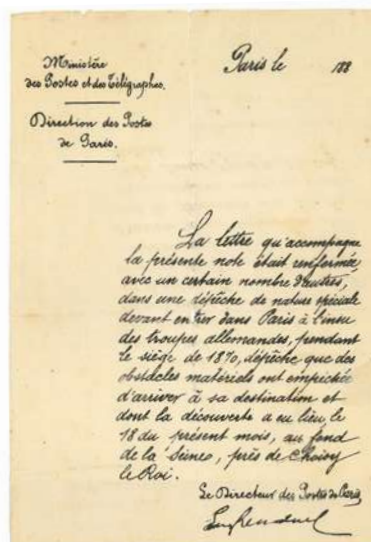 Ministère
des Postes et des Télégraphes.
Paris le 188
Direction des Postes
de Paris.
La lettre qu'accompagne
la présente note était renfermée,
avec un certain nombre d'autres,
dans une dépêche de nature spéciale
devant entrer dans Paris à l'insu
des troupes allemandes, pendant
le siège de 1870, dépêche que des
obstacles matériels ont empêchée
d'arriver à sa destination et
dont la découverte a eu lieu le
18 du présent mois, au fond
de la Seine, près de Choisy
le Roi.
Le Directeur des Postes de Paris,